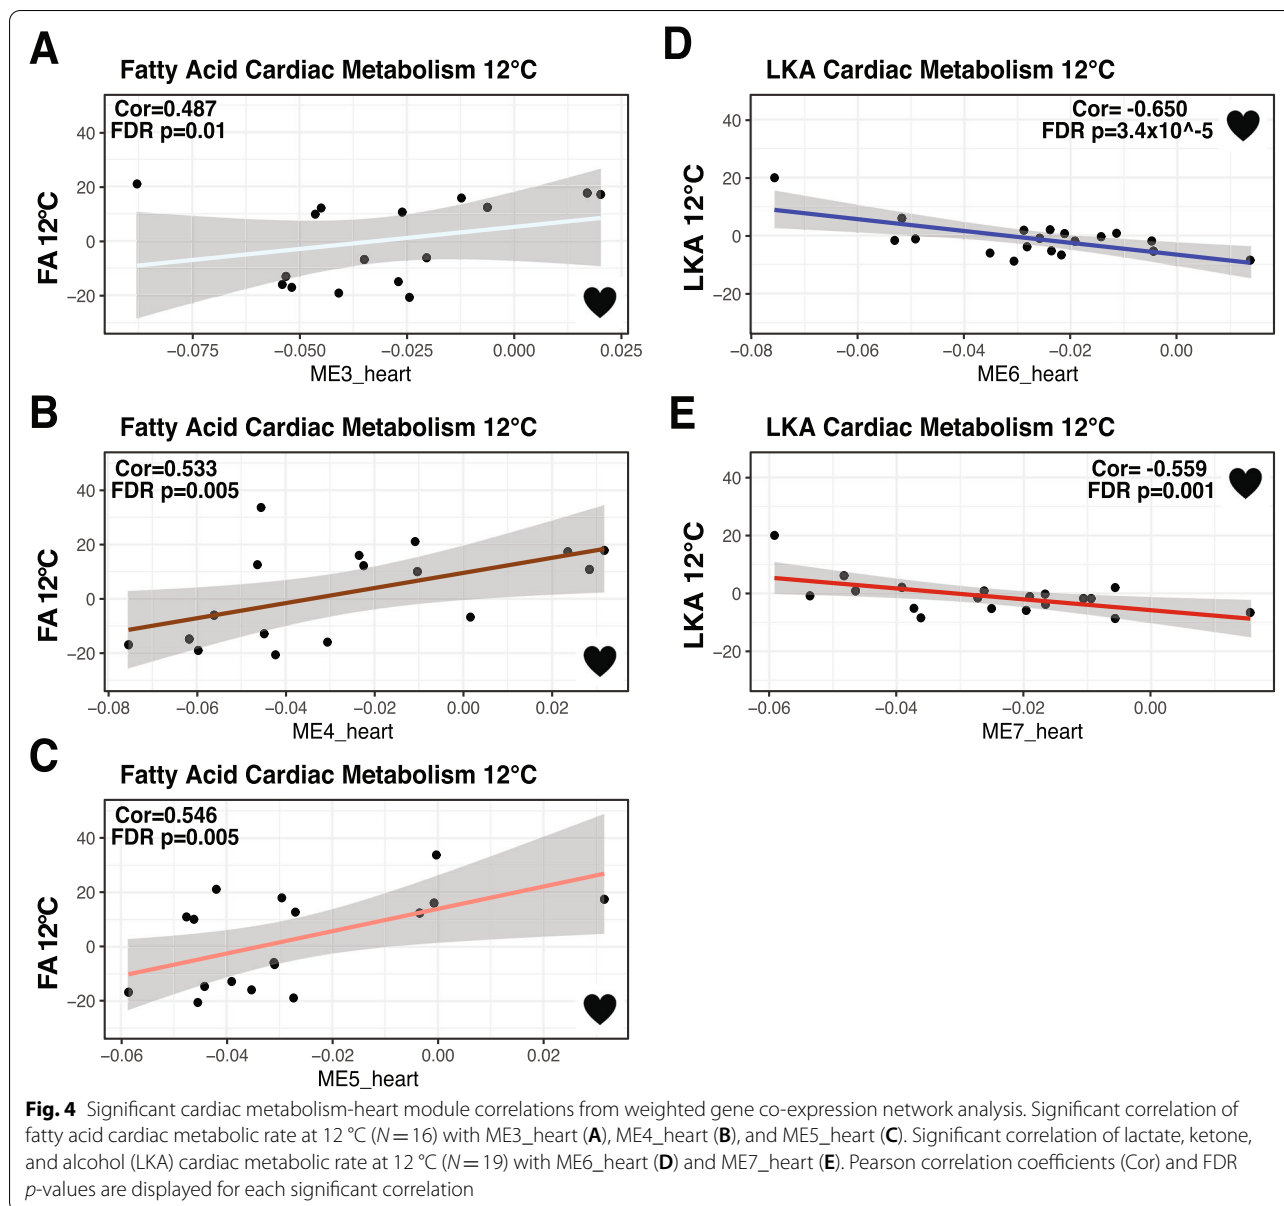 A
Fatty Acid Cardiac Metabolism 12°C
Cor=0.487
FDR p=0.01
40
20
0
−20
FA 12°C
−0.075
−0.050
−0.025
0.000
0.025
ME3_heart
B
Fatty Acid Cardiac Metabolism 12°C
Cor=0.533
FDR p=0.005
40
20
0
−20
FA 12°C
−0.08
−0.06
−0.04
−0.02
0.00
0.02
ME4_heart
C
Fatty Acid Cardiac Metabolism 12°C
Cor=0.546
FDR p=0.005
40
20
0
−20
FA 12°C
−0.06
−0.04
−0.02
0.00
0.02
ME5_heart
D
LKA Cardiac Metabolism 12°C
Cor= -0.650
FDR p=3.4x10^-5
40
20
0
−20
LKA 12°C
−0.08
−0.06
−0.04
−0.02
0.00
ME6_heart
E
LKA Cardiac Metabolism 12°C
Cor= -0.559
FDR p=0.001
40
20
0
−20
LKA 12°C
−0.06
−0.04
−0.02
0.00
ME7_heart
Fig. 4 Significant cardiac metabolism-heart module correlations from weighted gene co-expression network analysis. Significant correlation of
fatty acid cardiac metabolic rate at 12 °C (N = 16) with ME3_heart (A), ME4_heart (B), and ME5_heart (C). Significant correlation of lactate, ketone,
and alcohol (LKA) cardiac metabolic rate at 12 °C (N = 19) with ME6_heart (D) and ME7_heart (E). Pearson correlation coefficients (Cor) and FDR
p-values are displayed for each significant correlation